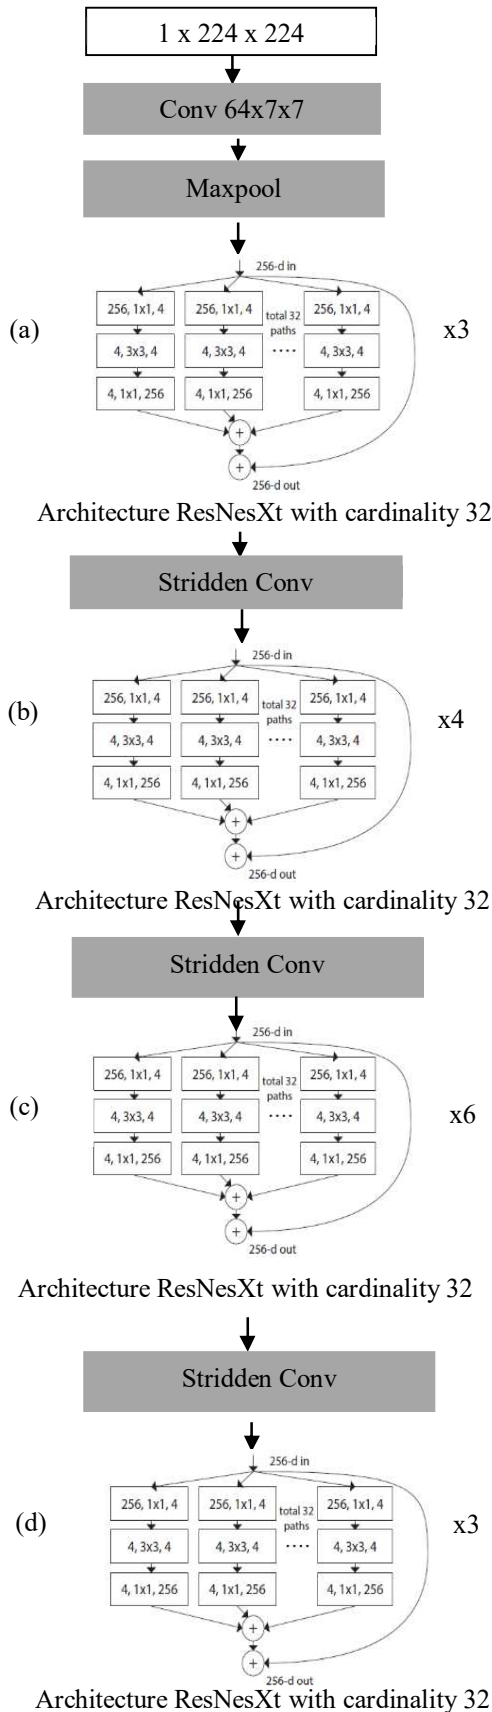 1 x 224 x 224
Conv 64x7x7
Maxpool
256-d in
256, 1x1, 4 256, 1x1, 4 total 32 paths 256, 1x1, 4
(a) 4, 3x3, 4 4, 3x3, 4 .... 4, 3x3, 4 x3
4, 1x1, 256 4, 1x1, 256 4, 1x1, 256
+
+
256-d out
Architecture ResNesXt with cardinality 32
Stridden Conv
256-d in
256, 1x1, 4 256, 1x1, 4 total 32 paths 256, 1x1, 4
(b) 4, 3x3, 4 4, 3x3, 4 .... 4, 3x3, 4 x4
4, 1x1, 256 4, 1x1, 256 4, 1x1, 256
+
+
256-d out
Architecture ResNesXt with cardinality 32
Stridden Conv
256-d in
256, 1x1, 4 256, 1x1, 4 total 32 paths 256, 1x1, 4
(c) 4, 3x3, 4 4, 3x3, 4 .... 4, 3x3, 4 x6
4, 1x1, 256 4, 1x1, 256 4, 1x1, 256
+
+
256-d out
Architecture ResNesXt with cardinality 32
Stridden Conv
256-d in
256, 1x1, 4 256, 1x1, 4 total 32 paths 256, 1x1, 4
(d) 4, 3x3, 4 4, 3x3, 4 .... 4, 3x3, 4 x3
4, 1x1, 256 4, 1x1, 256 4, 1x1, 256
+
+
256-d out
Architecture ResNesXt with cardinality 32